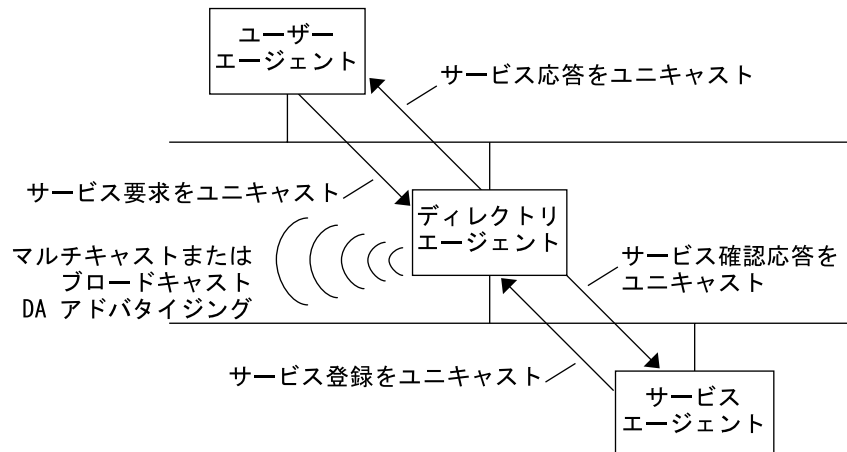 ユーザー
エージェント
サービス応答をユニキャスト
サービス要求をユニキャスト
ディレクトリ
エージェント
マルチキャストまたは
ブロードキャスト
DA アドバタイジング
サービス確認応答を
ユニキャスト
サービス登録をユニキャスト
サービス
エージェント